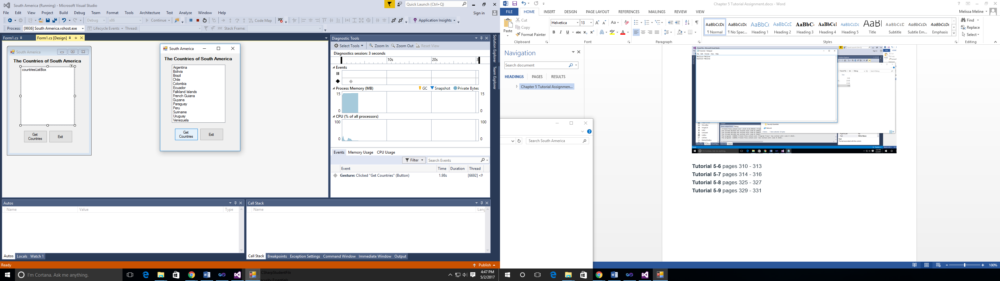 South America (Running) - Microsoft Visual Studio
Quick Launch (Ctrl+Q)
File Edit View Project Build Debug Team Format Tools Architecture Test Analyze Window Help
Sign in
Debug x86 Continue Code Map Application Insights
Process: [9936] South America.vshost.exe Lifecycle Events Thread: Stack Frame:
Form1.cs Form1.cs [Design]
South America
The Countries of South America
countriesListBox
Get
Countries
Exit
South America
The Countries of South America
Argentina
Bolivia
Brazil
Chile
Colombia
Ecuador
Falkland Islands
French Guiana
Guyana
Paraguay
Peru
Suriname
Uruguay
Venezuela
Get
Countries
Exit
Diagnostic Tools
Select Tools Zoom In Zoom Out Reset View
Diagnostics session: 3 seconds
10s 20s 3
Events
Process Memory (MB) GC Snapshot Private Bytes
15 15
0 0
CPU (% of all processors)
100 100
0 0
Events Memory Usage CPU Usage
Filter Search Events
Event Time Duration Thread
Gesture: Clicked "Get Countries" (Button) 1.98s [6692]
Solution Explorer
Team Explorer
Autos
Name Value Type
Autos Locals Watch 1
Call Stack
Name Lang
Call Stack Breakpoints Exception Settings Command Window Immediate Window Output
Ready
Publish
I'm Cortana. Ask me anything.
CSharpStudentFile
Security Essentials
4:47 PM
5/2/2017
Chapter 5 Tutorial Assignment.docx - Word
FILE HOME INSERT DESIGN PAGE LAYOUT REFERENCES MAILINGS REVIEW VIEW
Melissa Meline
Paste
Cut
Copy
Format Painter
Clipboard
Helvetica 13
Font
Paragraph
¶ Normal ¶ No Spac... Heading 1 Heading 2 Heading 3 Heading 4 Heading 5 Title Subtitle Subtle Em... Emphasis
Styles
Find
Replace
Select
Editing
Navigation
Search document
HEADINGS PAGES RESULTS
Chapter 5 Tutorial Assignmen...
Search South America
Melissa Meline
Kaitlin Meline
Tutorial 5-6 pages 310 - 313
Tutorial 5-7 pages 314 - 316
Tutorial 5-8 pages 325 - 327
Tutorial 5-9 pages 329 - 331
100%